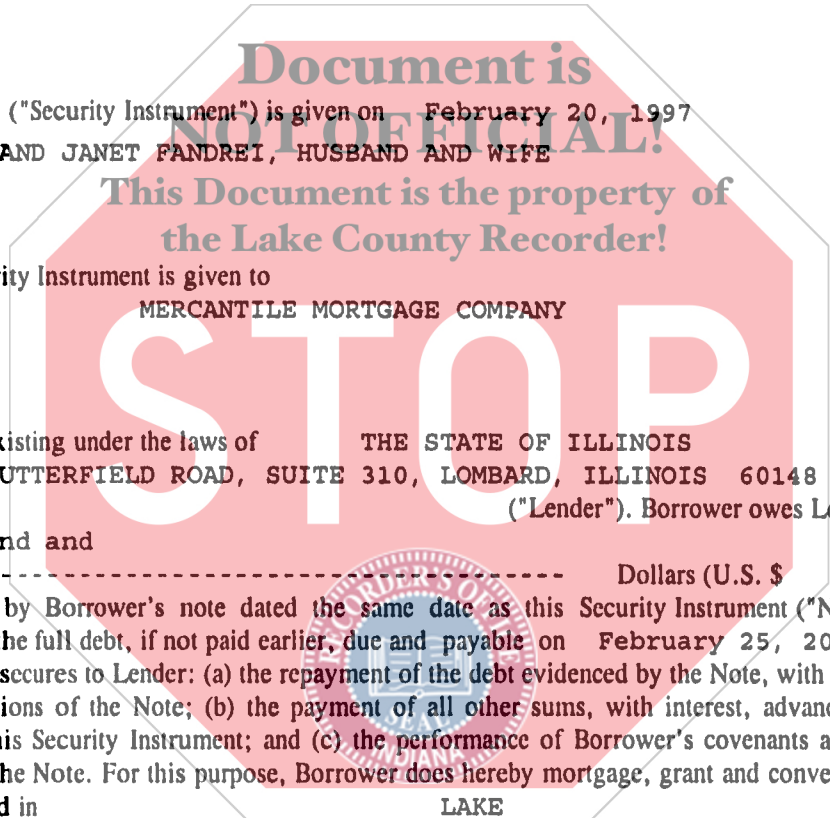 Document is
("Security Instrument") is given on February 20, 1997
NOT OFFICIAL!
AND JANET FANDREI, HUSBAND AND WIFE
This Document is the property of
the Lake County Recorder!
rity Instrument is given to
MERCANTILE MORTGAGE COMPANY
STOP
xisting under the laws of THE STATE OF ILLINOIS
UTTERFIELD ROAD, SUITE 310, LOMBARD, ILLINOIS 60148
("Lender"). Borrower owes Le
nd and
---------------------------------- Dollars (U.S. $
by Borrower's note dated the same date as this Security Instrument ("N
he full debt, if not paid earlier, due and payable on February 25, 20
secures to Lender: (a) the repayment of the debt evidenced by the Note, with
ions of the Note; (b) the payment of all other sums, with interest, advanc
his Security Instrument; and (c) the performance of Borrower's covenants a
he Note. For this purpose, Borrower does hereby mortgage, grant and conve
d in LAKE
SEAL
INDIANA